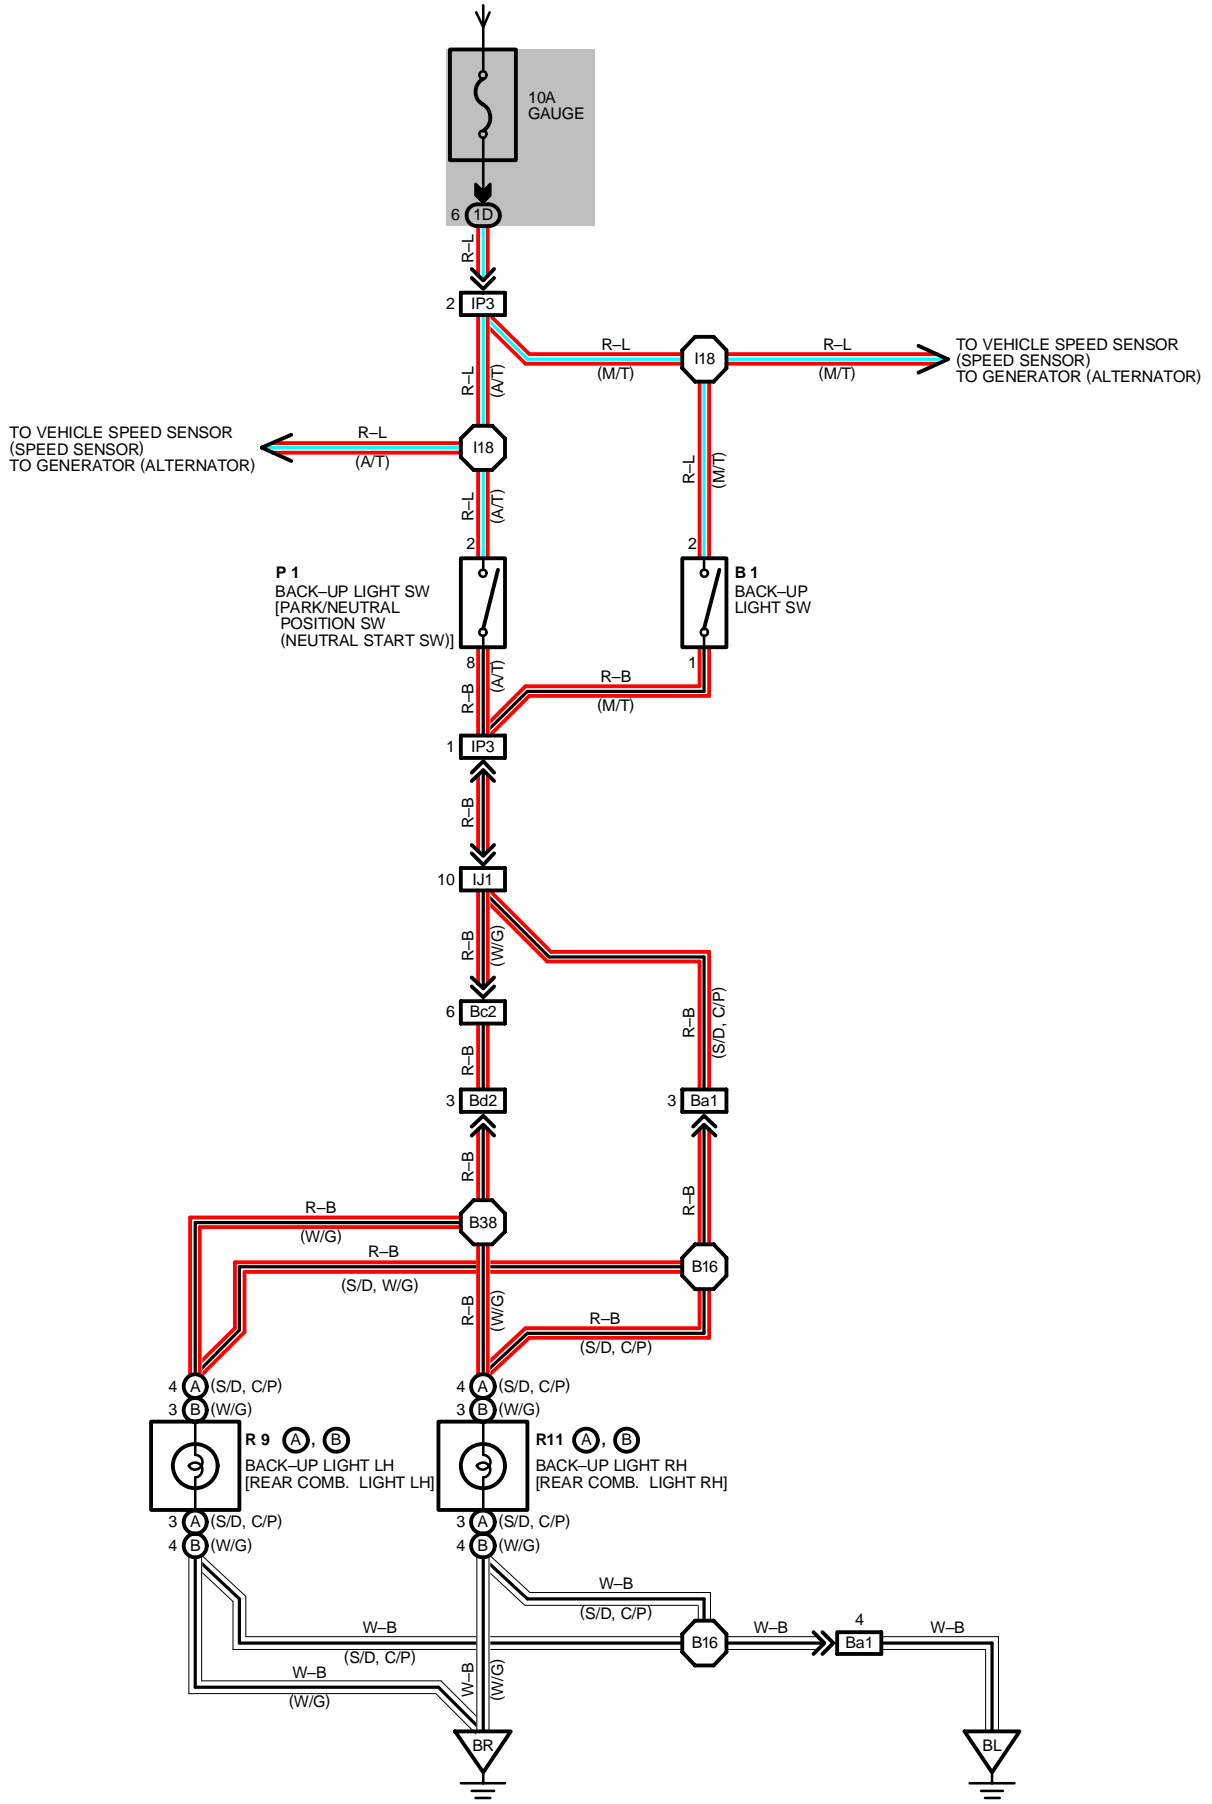 10A
GAUGE
6 1D
R–L
2 IP3
R–L
(M/T)
I18
R–L
(M/T)
TO VEHICLE SPEED SENSOR
(SPEED SENSOR)
TO GENERATOR (ALTERNATOR)
R–L
(A/T)
TO VEHICLE SPEED SENSOR
(SPEED SENSOR)
TO GENERATOR (ALTERNATOR)
R–L
(A/T)
I18
R–L
(M/T)
R–L
(A/T)
2
2
P 1
BACK–UP LIGHT SW
[PARK/NEUTRAL
POSITION SW
(NEUTRAL START SW)]
B 1
BACK–UP
LIGHT SW
8
1
R–B
(A/T)
R–B
(M/T)
1 IP3
R–B
10 IJ1
R–B
(W/G)
R–B
(S/D, C/P)
6 Bc2
R–B
3 Bd2
3 Ba1
R–B
R–B
R–B
(W/G)
B38
R–B
(S/D, W/G)
B16
R–B
(W/G)
R–B
(S/D, C/P)
4 A (S/D, C/P)
3 B (W/G)
4 A (S/D, C/P)
3 B (W/G)
R 9 A , B
BACK–UP LIGHT LH
[REAR COMB. LIGHT LH]
R11 A , B
BACK–UP LIGHT RH
[REAR COMB. LIGHT RH]
3 A (S/D, C/P)
4 B (W/G)
3 A (S/D, C/P)
4 B (W/G)
W–B
(S/D, C/P)
W–B
(S/D, C/P)
B16
W–B
4
Ba1
W–B
W–B
(W/G)
W–B
(W/G)
BR
BL